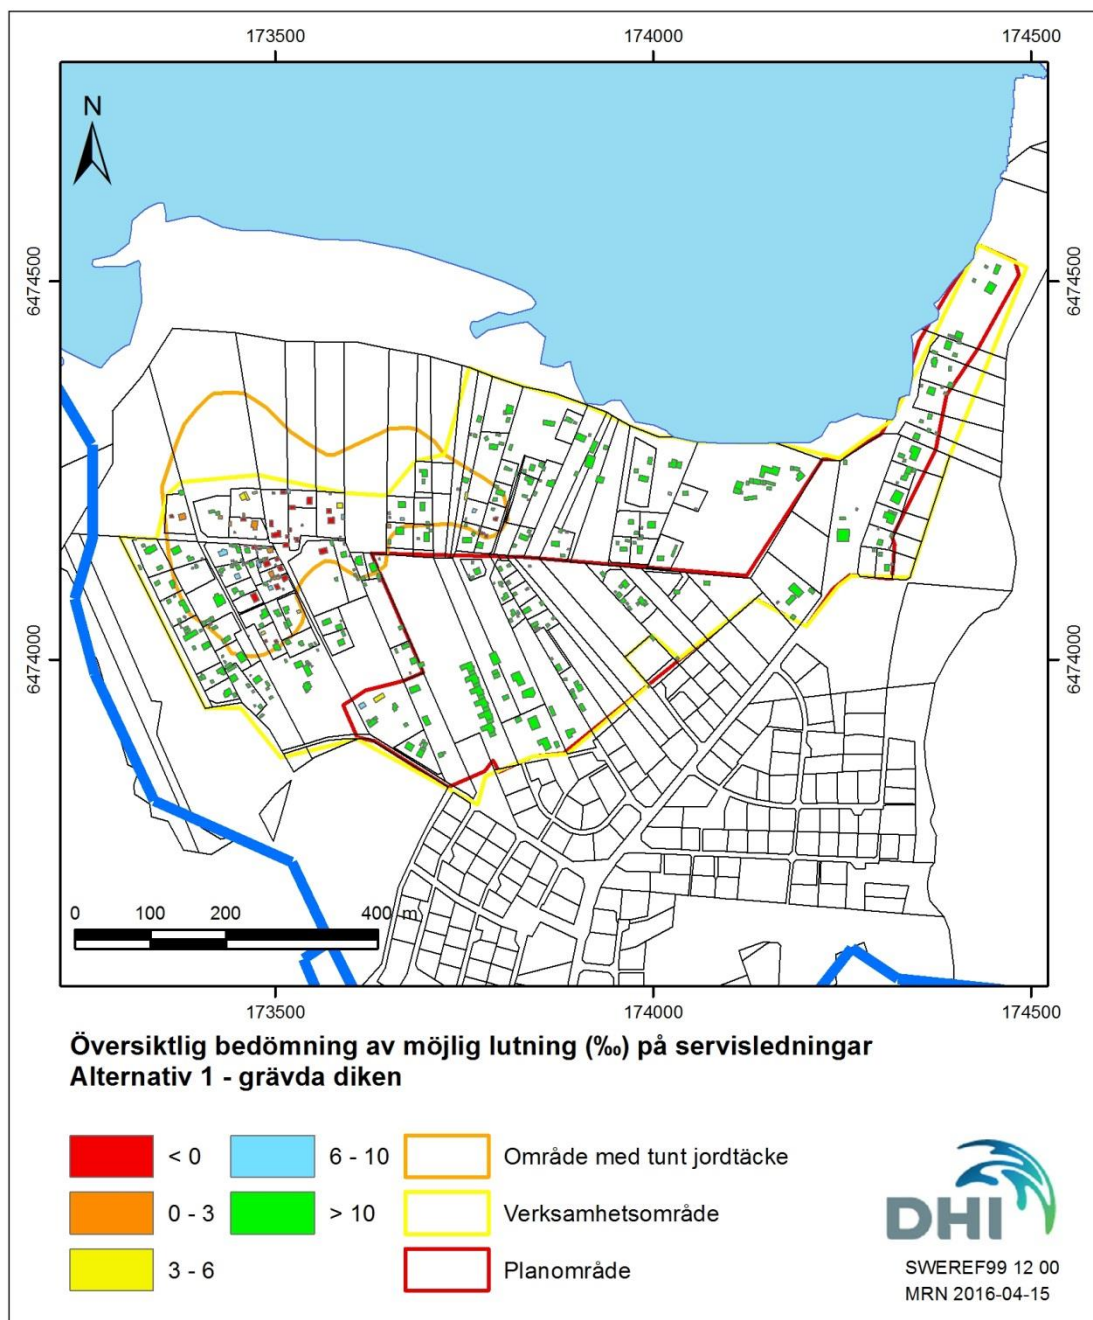 173500 174000 174500
N
6474500 6474500
6474000 6474000
0 100 200 400 m
173500 174000 174500
Översiktlig bedömning av möjlig lutning (‰) på servisledningar
Alternativ 1 - grävda diken
< 0 6 - 10 Område med tunt jordtäcke
0 - 3 > 10 Verksamhetsområde
3 - 6 Planområde
DHI
SWEREF99 12 00
MRN 2016-04-15